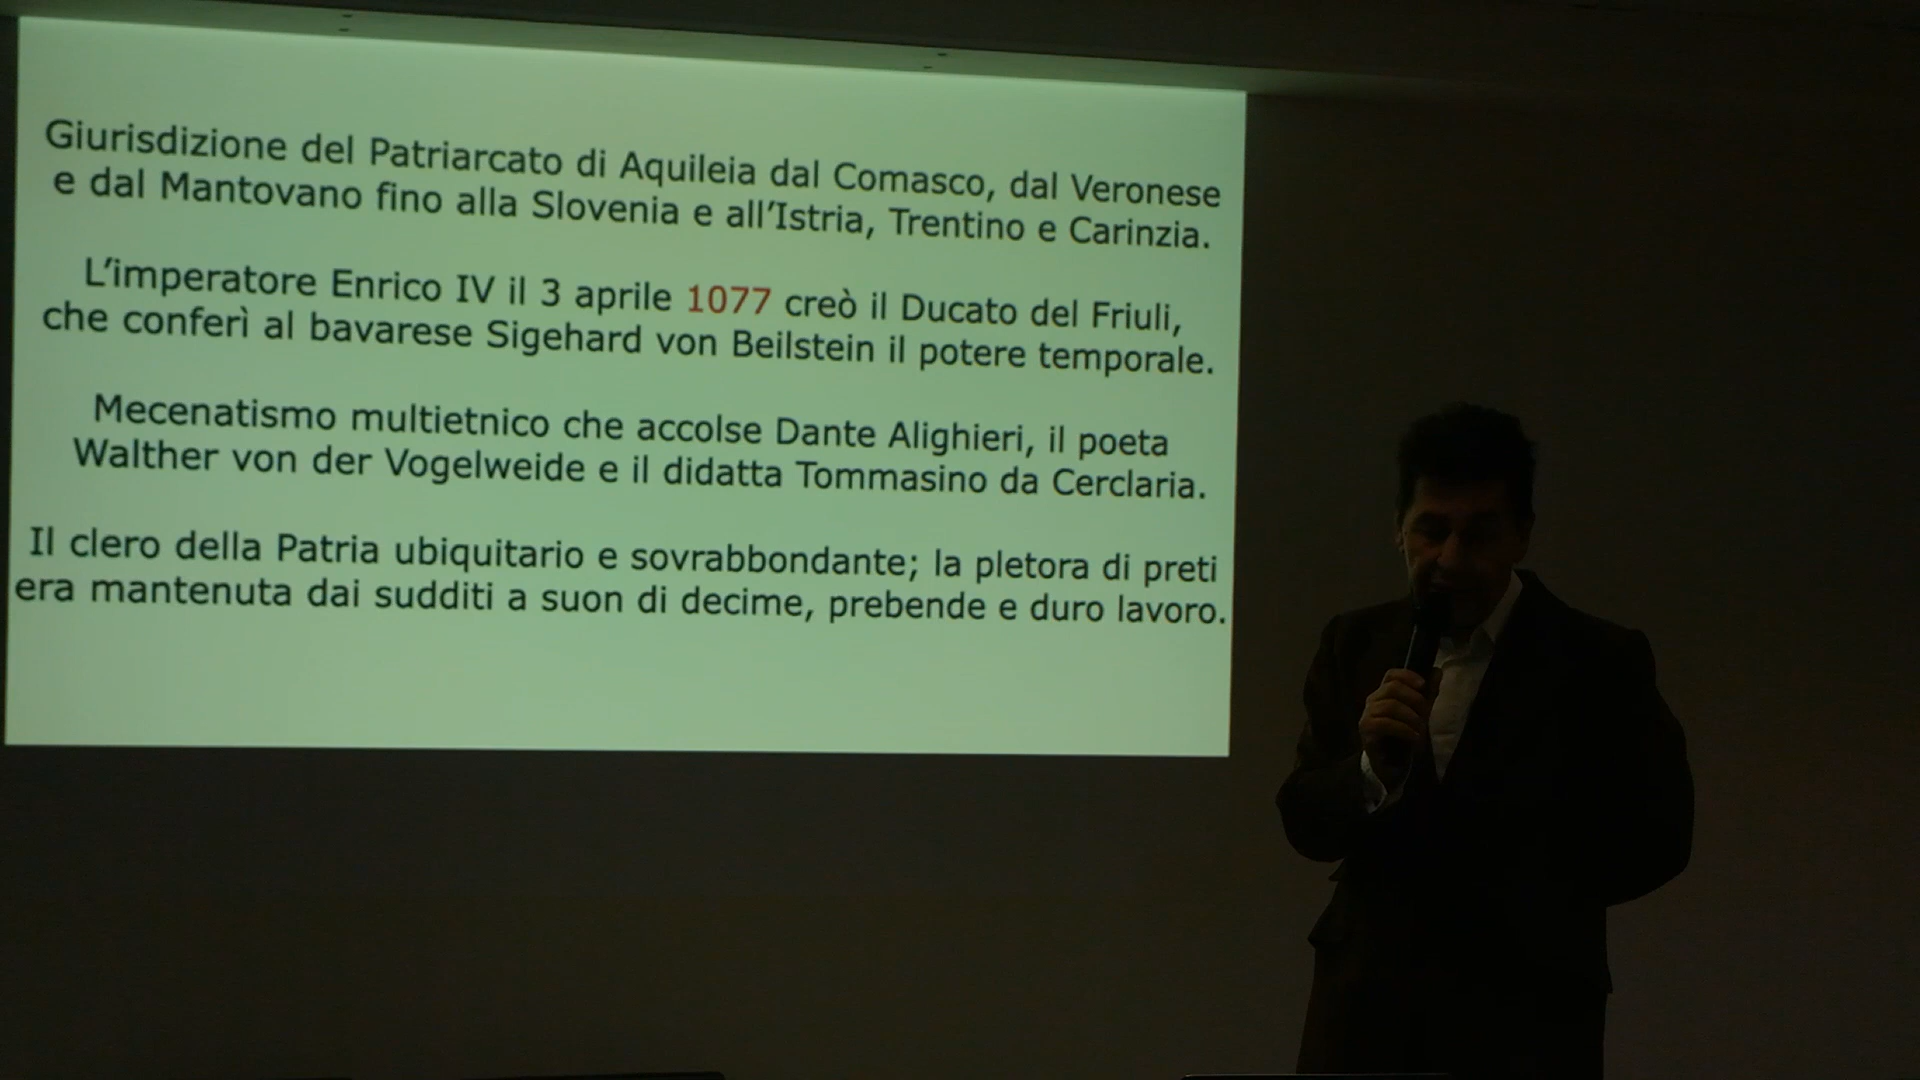 Giurisdizione del Patriarcato di Aquileia dal Comasco, dal Veronese
e dal Mantovano fino alla Slovenia e all’Istria, Trentino e Carinzia.
L’imperatore Enrico IV il 3 aprile 1077 creò il Ducato del Friuli,
che conferì al bavarese Sigehard von Beilstein il potere temporale.
Mecenatismo multietnico che accolse Dante Alighieri, il poeta
Walther von der Vogelweide e il didatta Tommasino da Cerclaria.
Il clero della Patria ubiquitario e sovrabbondante; la pletora di preti
era mantenuta dai sudditi a suon di decime, prebende e duro lavoro.